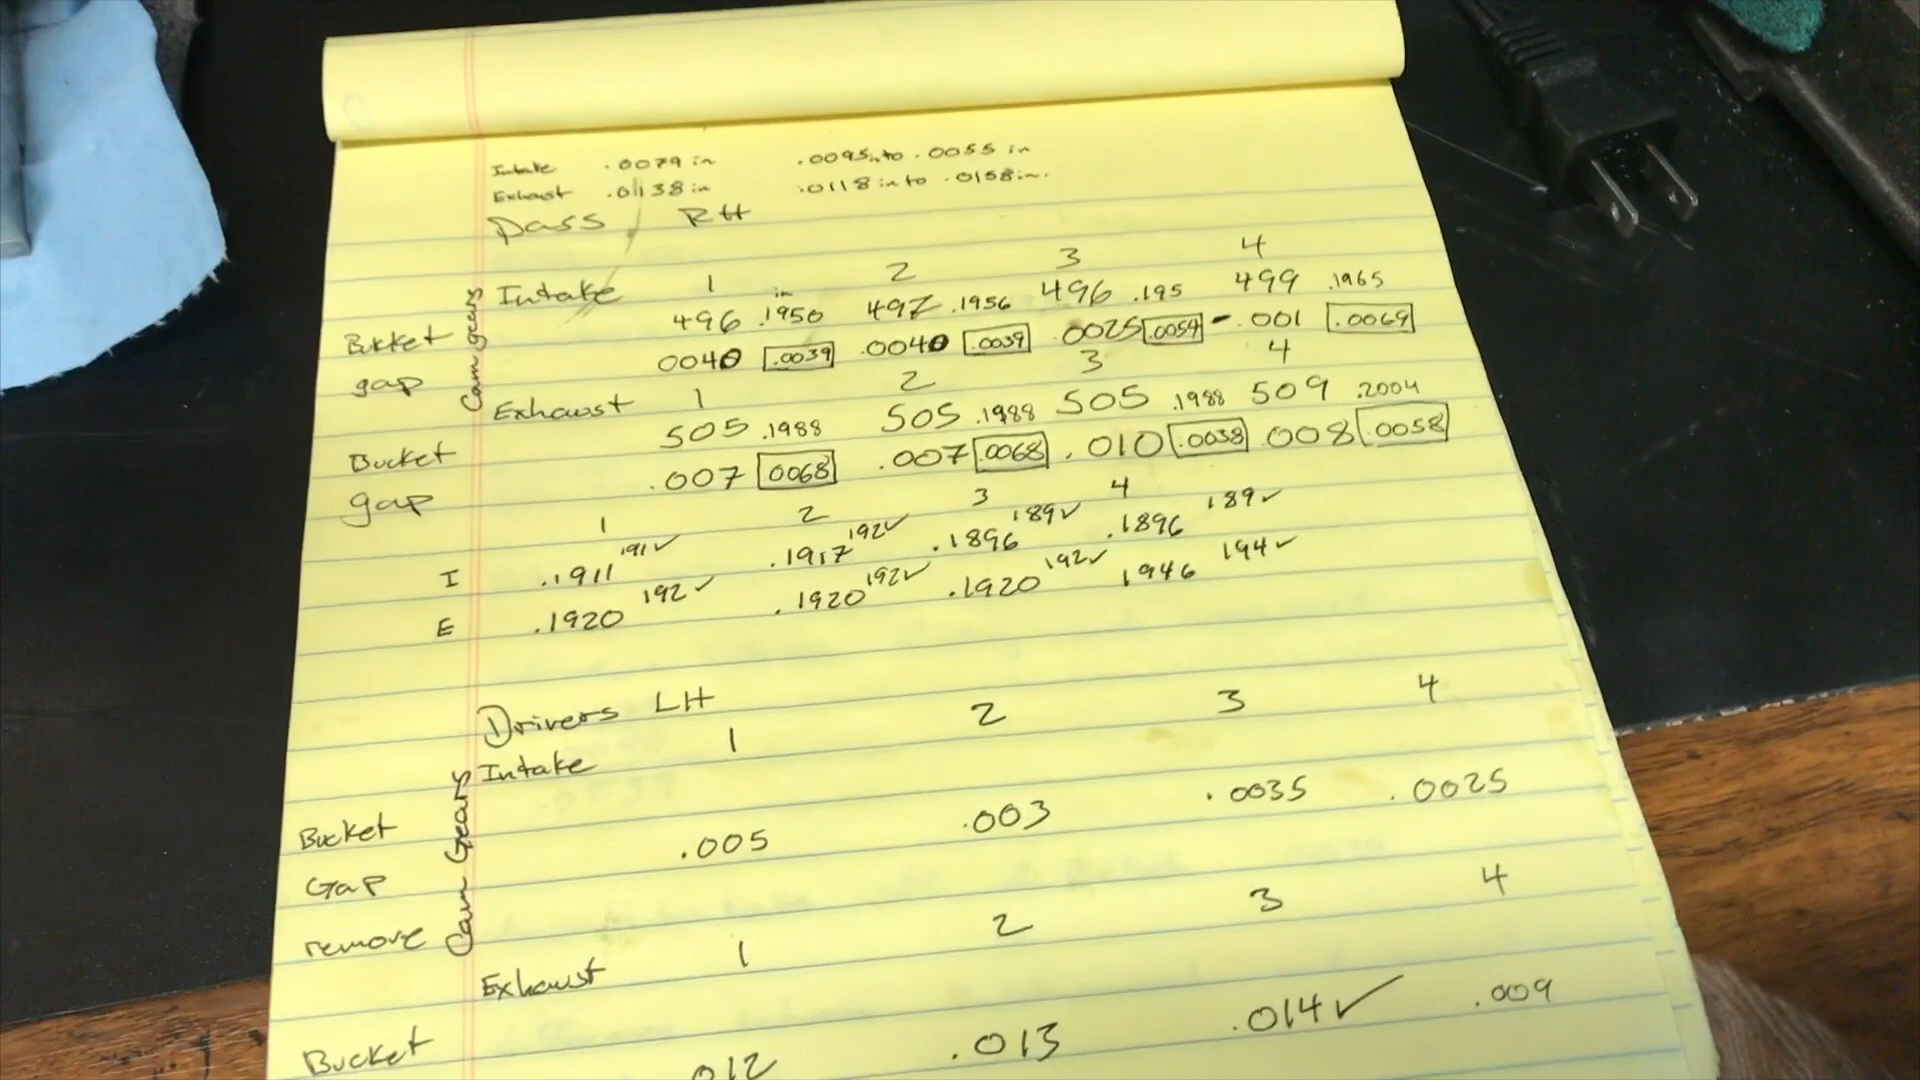 Intake .0079 in .0095 in to .0055 in
Exhaust .0138 in .0118 in to .0158 in.
Pass RH
Cam gears
Intake 1 2 3 4
Bucket 496 .1950 in 497 .1956 496 .195 499 .1965
gap 0040 .0039 .0040 .0039 .0025 .0054 - .001 .0069
Exhaust 1 2 3 4
Bucket 505 .1988 505 .1988 505 .1988 509 .2004
gap .007 0068 .007 .0068 .010 .0038 .008 .0058
1 2 3 4
I .1911 191✓ .1917 192✓ .1896 189✓ .1896 189✓
E .1920 192✓ .1920 192✓ .1920 192✓ 1946 194✓
Drivers LH
Cam Gears
Intake 1 2 3 4
Bucket
Gap .005 .003 .0035 .0025
remove
Exhaust 1 2 3 4
Bucket 012 .013 .014✓ .009